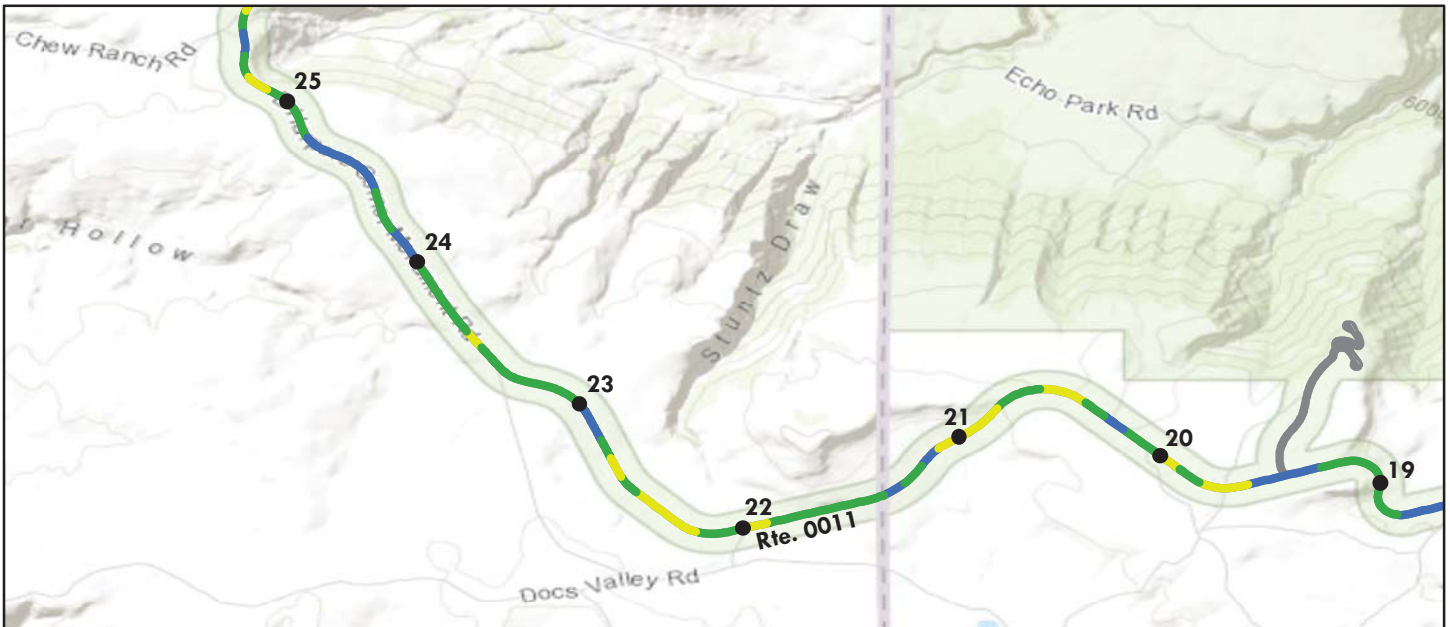 Chew Ranch Rd
25
Echo Park Rd
24
Hollow
Stuntz Draw
23
21
20
19
22
Rte. 0011
Docs Valley Rd